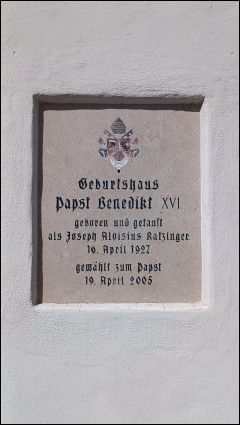 Geburtshaus
Papst Benedikt XVI
geboren und getauft
als Joseph Aloisius Ratzinger
16. April 1927
gewählt zum Papst
19. April 2005